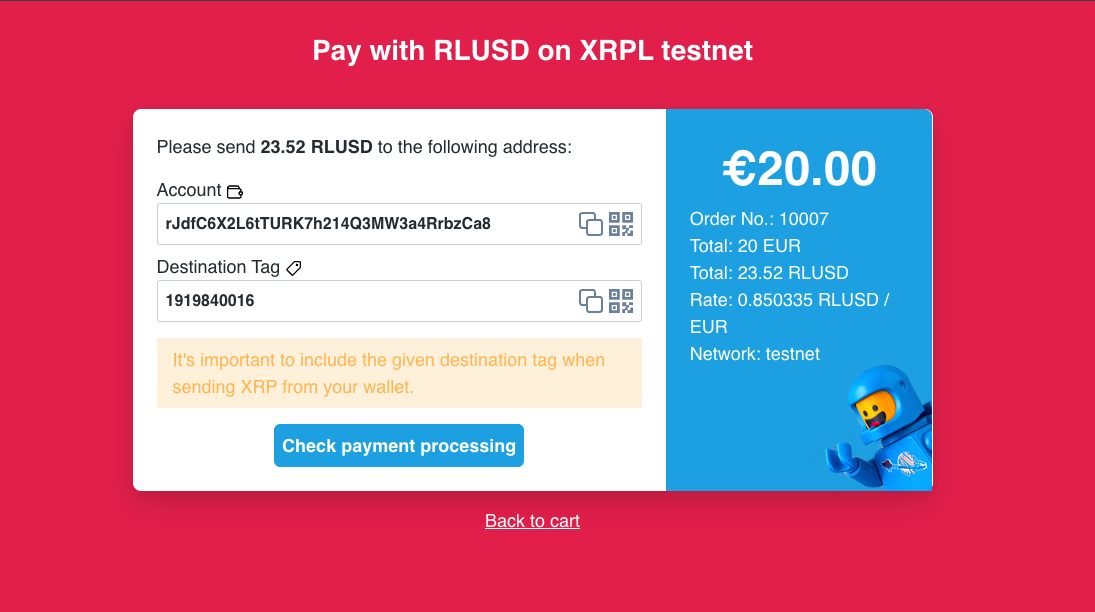 Pay with RLUSD on XRPL testnet
Please send 23.52 RLUSD to the following address:
Account
rJdfC6X2L6tTURK7h214Q3MW3a4RrbzCa8
Destination Tag
1919840016
It's important to include the given destination tag when
sending XRP from your wallet.
Check payment processing
€20.00
Order No.: 10007
Total: 20 EUR
Total: 23.52 RLUSD
Rate: 0.850335 RLUSD /
EUR
Network: testnet
Back to cart